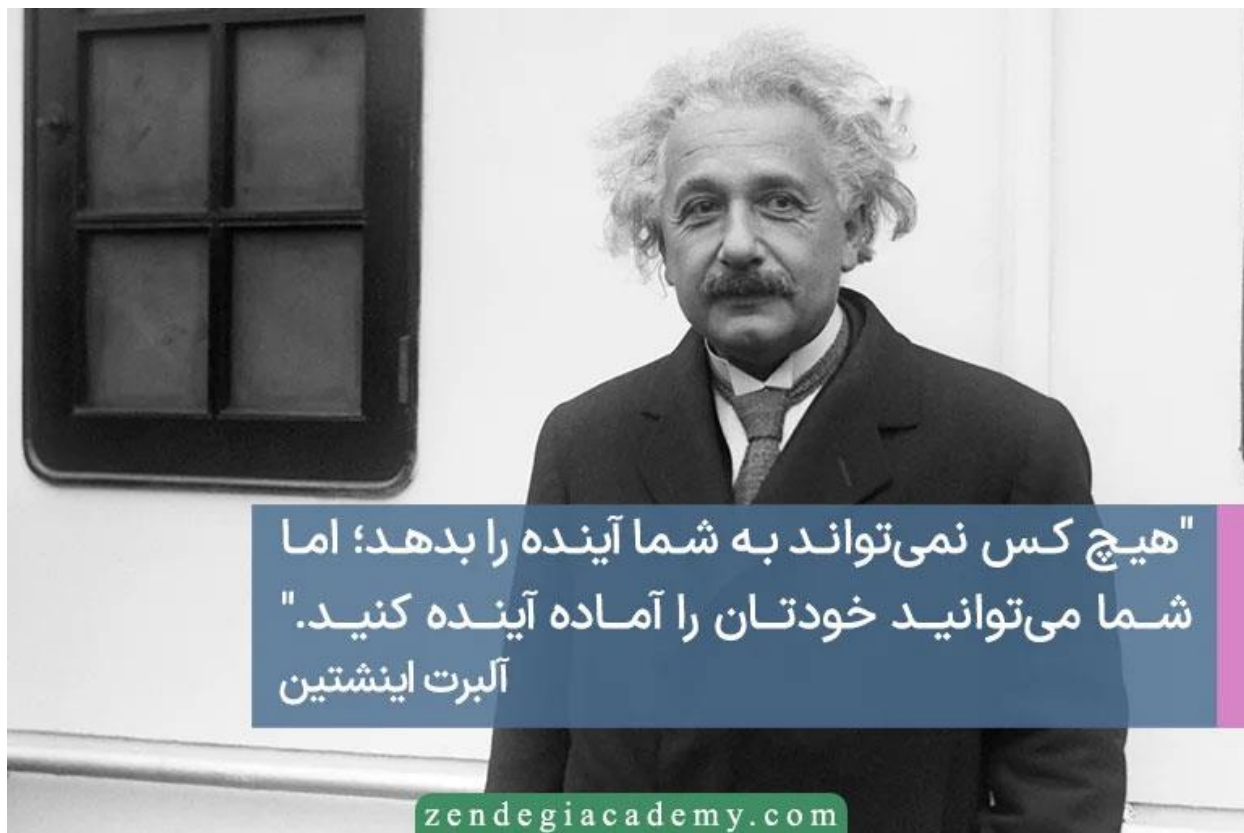 "هیچ کس نمی‌تواند به شما آینده را بدهد؛ اما
شما می‌توانید خودتان را آماده آینده کنید."
آلبرت اینشتین
zendegiacademy.com